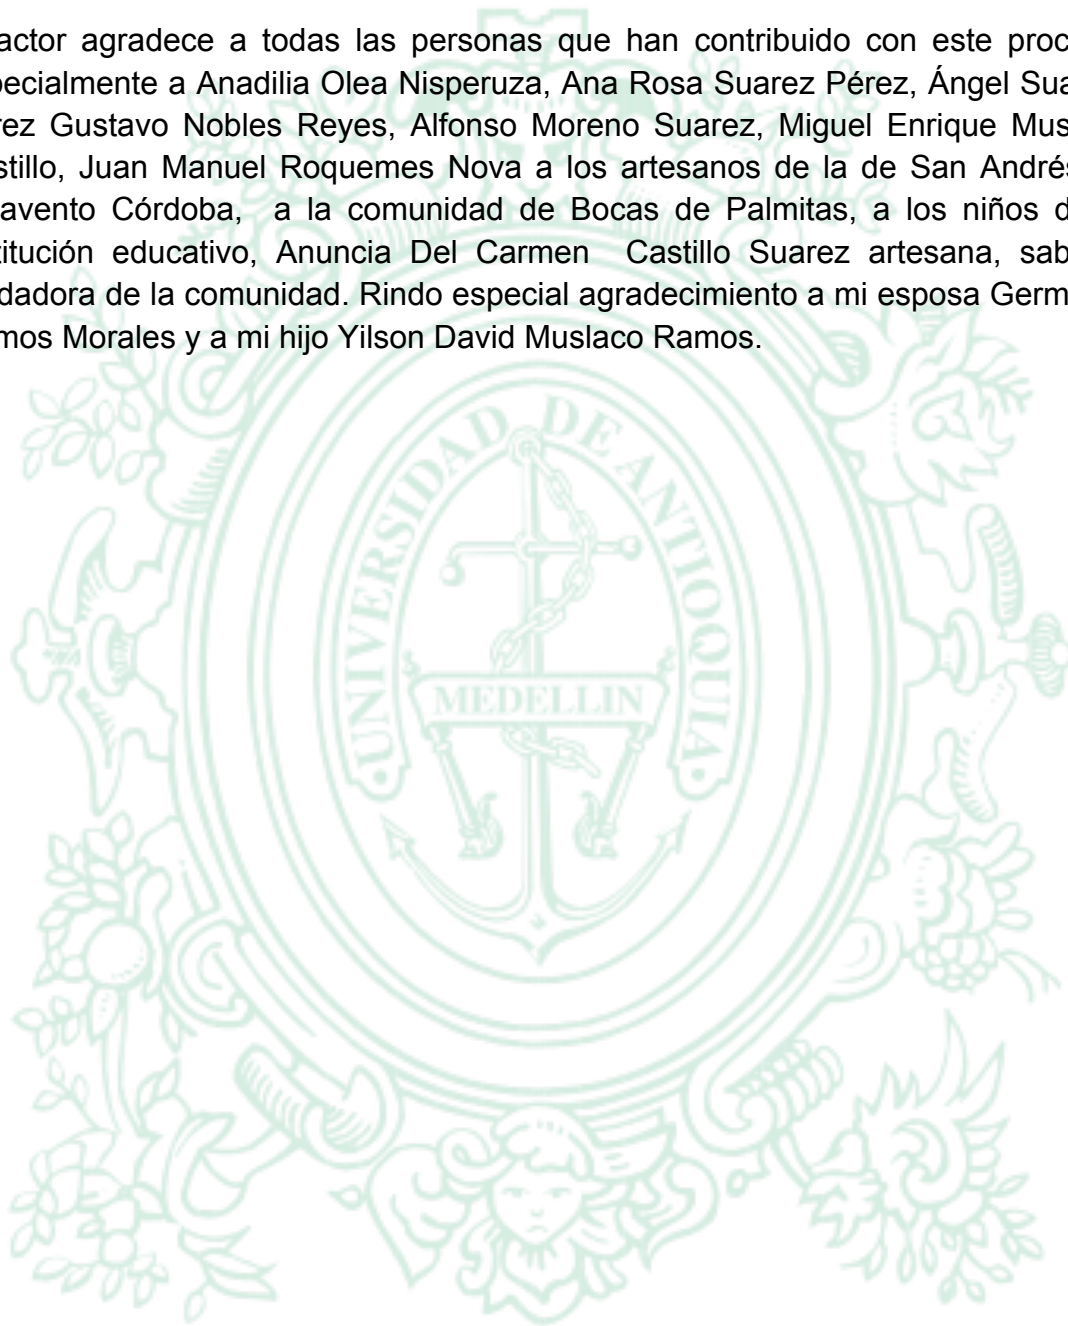 actor agradece a todas las personas que han contribuido con este proc
pecialmente a Anadilia Olea Nisperuza, Ana Rosa Suarez Pérez, Ángel Sua
rez Gustavo Nobles Reyes, Alfonso Moreno Suarez, Miguel Enrique Mus
stillo, Juan Manuel Roquemes Nova a los artesanos de la de San Andrés
avento Córdoba, a la comunidad de Bocas de Palmitas, a los niños d
titución educativo, Anuncia Del Carmen Castillo Suarez artesana, sab
dadora de la comunidad. Rindo especial agradecimiento a mi esposa Germ
mos Morales y a mi hijo Yilson David Muslaco Ramos.
UNIVERSIDAD DE ANTIOQUIA
MEDELLIN